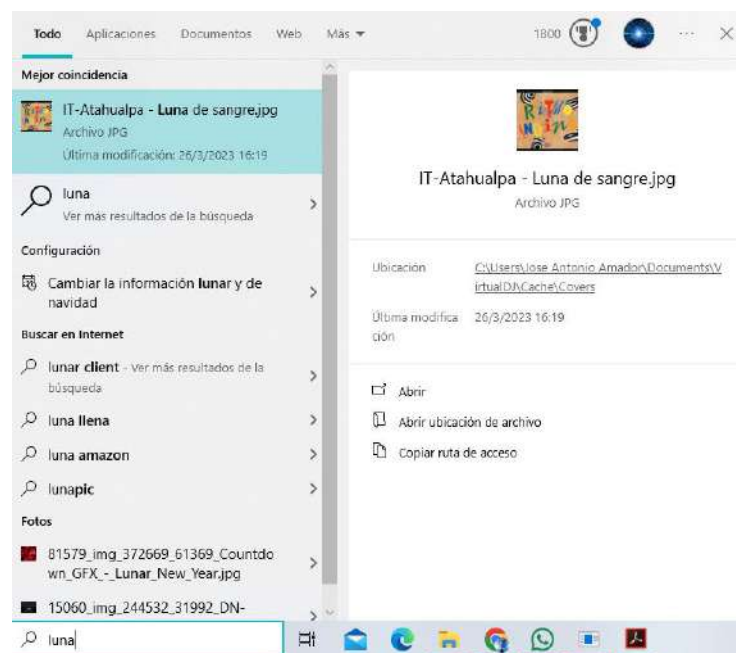 Todo Aplicaciones Documentos Web Más 1800 ...
Mejor coincidencia
IT-Atahualpa - Luna de sangre.jpg
Archivo JPG
Última modificación: 26/3/2023 16:19
luna
Ver más resultados de la búsqueda
Configuración
Cambiar la información lunar y de
navidad
Buscar en Internet
lunar client - Ver más resultados de la
búsqueda
luna llena
luna amazon
lunapic
Fotos
81579_img_372669_61369_Countdo
wn_GFX_-_Lunar_New_Year.jpg
15060_img_244532_31992_DN-
luna
IT-Atahualpa - Luna de sangre.jpg
Archivo JPG
Ubicación
C:\Users\Jose Antonio Amador\Documents\V
irtualDJ\Cache\Covers
Última modifica
ción
26/3/2023 16:19
Abrir
Abrir ubicación de archivo
Copiar ruta de acceso